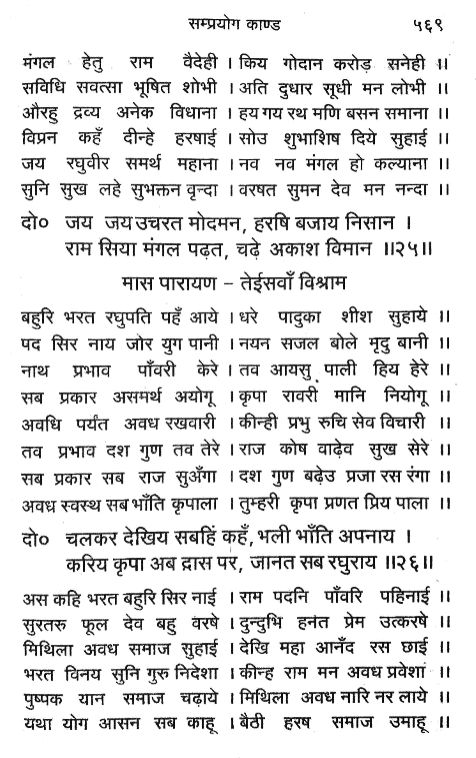 सम्प्रयोग काण्ड ५६९
मंगल हेतु राम वैदेही । किय गोदान करोड़ सनेही ॥
सविधि सवत्सा भूषित शोभी । अति दुधार सूधी मन लोभी ॥
औरहु द्रव्य अनेक विधाना । हय गय रथ मणि बसन समाना ॥
विप्रन कहँ दीन्हे हरषाई । सोउ शुभाशिष दिये सुहाई ॥
जय रघुवीर समर्थ महाना । नव नव मंगल हो कल्याना ॥
सुनि सुख लहे सुभक्तन वृन्दा । वरषत सुमन देव मन नन्दा ॥
दो० जय जय उचरत मोदमन, हरषि बजाय निसान ।
राम सिया मंगल पढ़त, चढ़े अकाश विमान ॥२५॥
मास पारायण – तेईसवाँ विश्राम
बहुरि भरत रघुपति पहँ आये । धरे पादुका शीश सुहाये ॥
पद सिर नाय जोर युग पानी । नयन सजल बोले मृदु बानी ॥
नाथ प्रभाव पाँवरी केरे । तव आयसु पाली हिय हेरे ॥
सब प्रकार असमर्थ अयोगू । कृपा रावरी मानि नियोगू ॥
अवधि पर्यंत अवध रखवारी । कीन्ही प्रभु रुचि सेव विचारी ॥
तव प्रभाव दश गुण तव तेरे । राज कोष वाढ़ेव सुख सेरे ॥
सब प्रकार सब राज सुअँगा । दश गुण बढ़ेउ प्रजा रस रंगा ॥
अवध स्वस्थ सब भाँति कृपाला । तुम्हरी कृपा प्रणत प्रिय पाला ॥
दो० चलकर देखिय सबहिं कहँ, भली भाँति अपनाय ।
करिय कृपा अब दास पर, जानत सब रघुराय ॥२६॥
अस कहि भरत बहुरि सिर नाई । राम पदनि पाँवरि पहिनाई ॥
सुरतरु फूल देव बहु वरषे । दुन्दुभि हनंत प्रेम उत्करषे ॥
मिथिला अवध समाज सुहाई । देखि महा आनँद रस छाई ॥
भरत विनय सुनि गुरु निदेशा । कीन्ह राम मन अवध प्रवेशा ॥
पुष्पक यान समाज चढ़ाये । मिथिला अवध नारि नर लाये ॥
यथा योग आसन सब काहू । बैठी हरष समाज उमाहू ॥